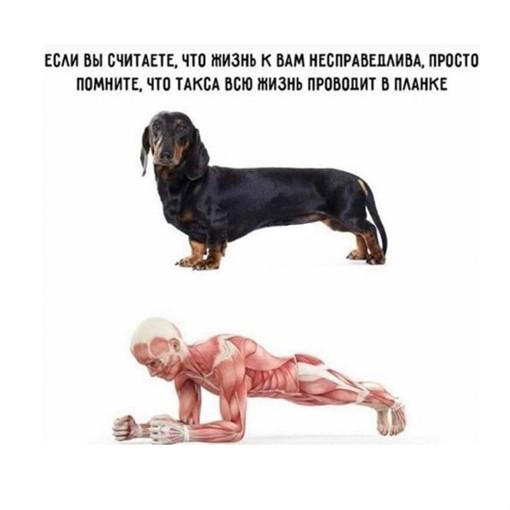 ЕСЛИ ВЫ СЧИТАЕТЕ, ЧТО ЖИЗНЬ К ВАМ НЕСПРАВЕДЛИВА, ПРОСТО
ПОМНИТЕ, ЧТО ТАКСА ВСЮ ЖИЗНЬ ПРОВОДИТ В ПЛАНКЕ